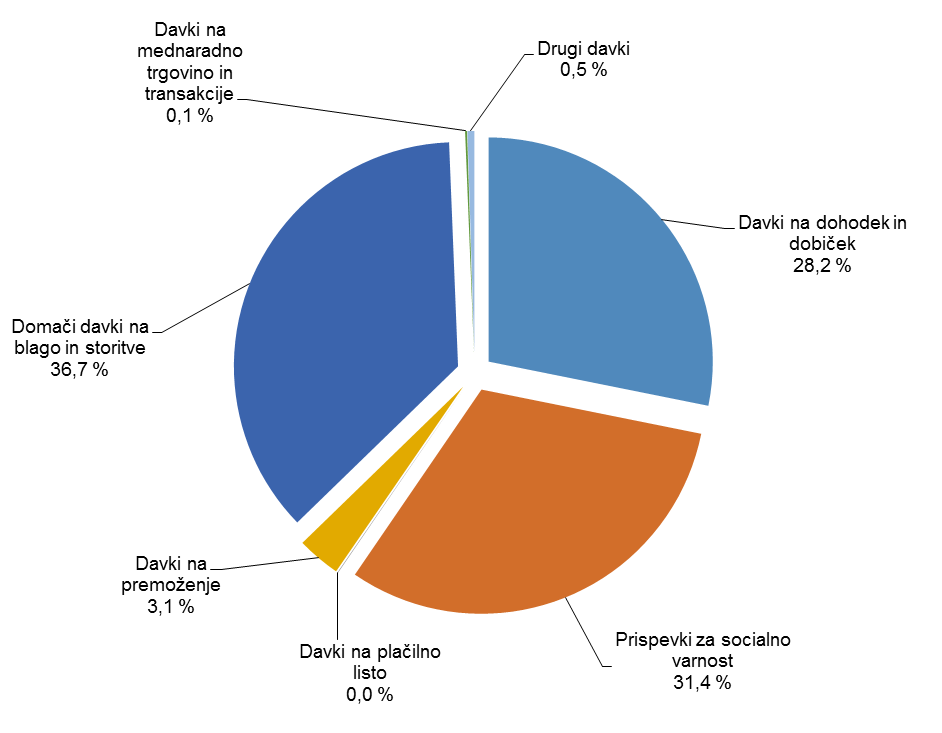 Davki na
mednaradno
trgovino in
transakcije
0,1 %
Drugi davki
0,5 %
Davki na dohodek in
dobiček
28,2 %
Domači davki na
blago in storitve
36,7 %
Davki na
premoženje
3,1 %
Davki na plačilno
listo
0,0 %
Prispevki za socialno
varnost
31,4 %